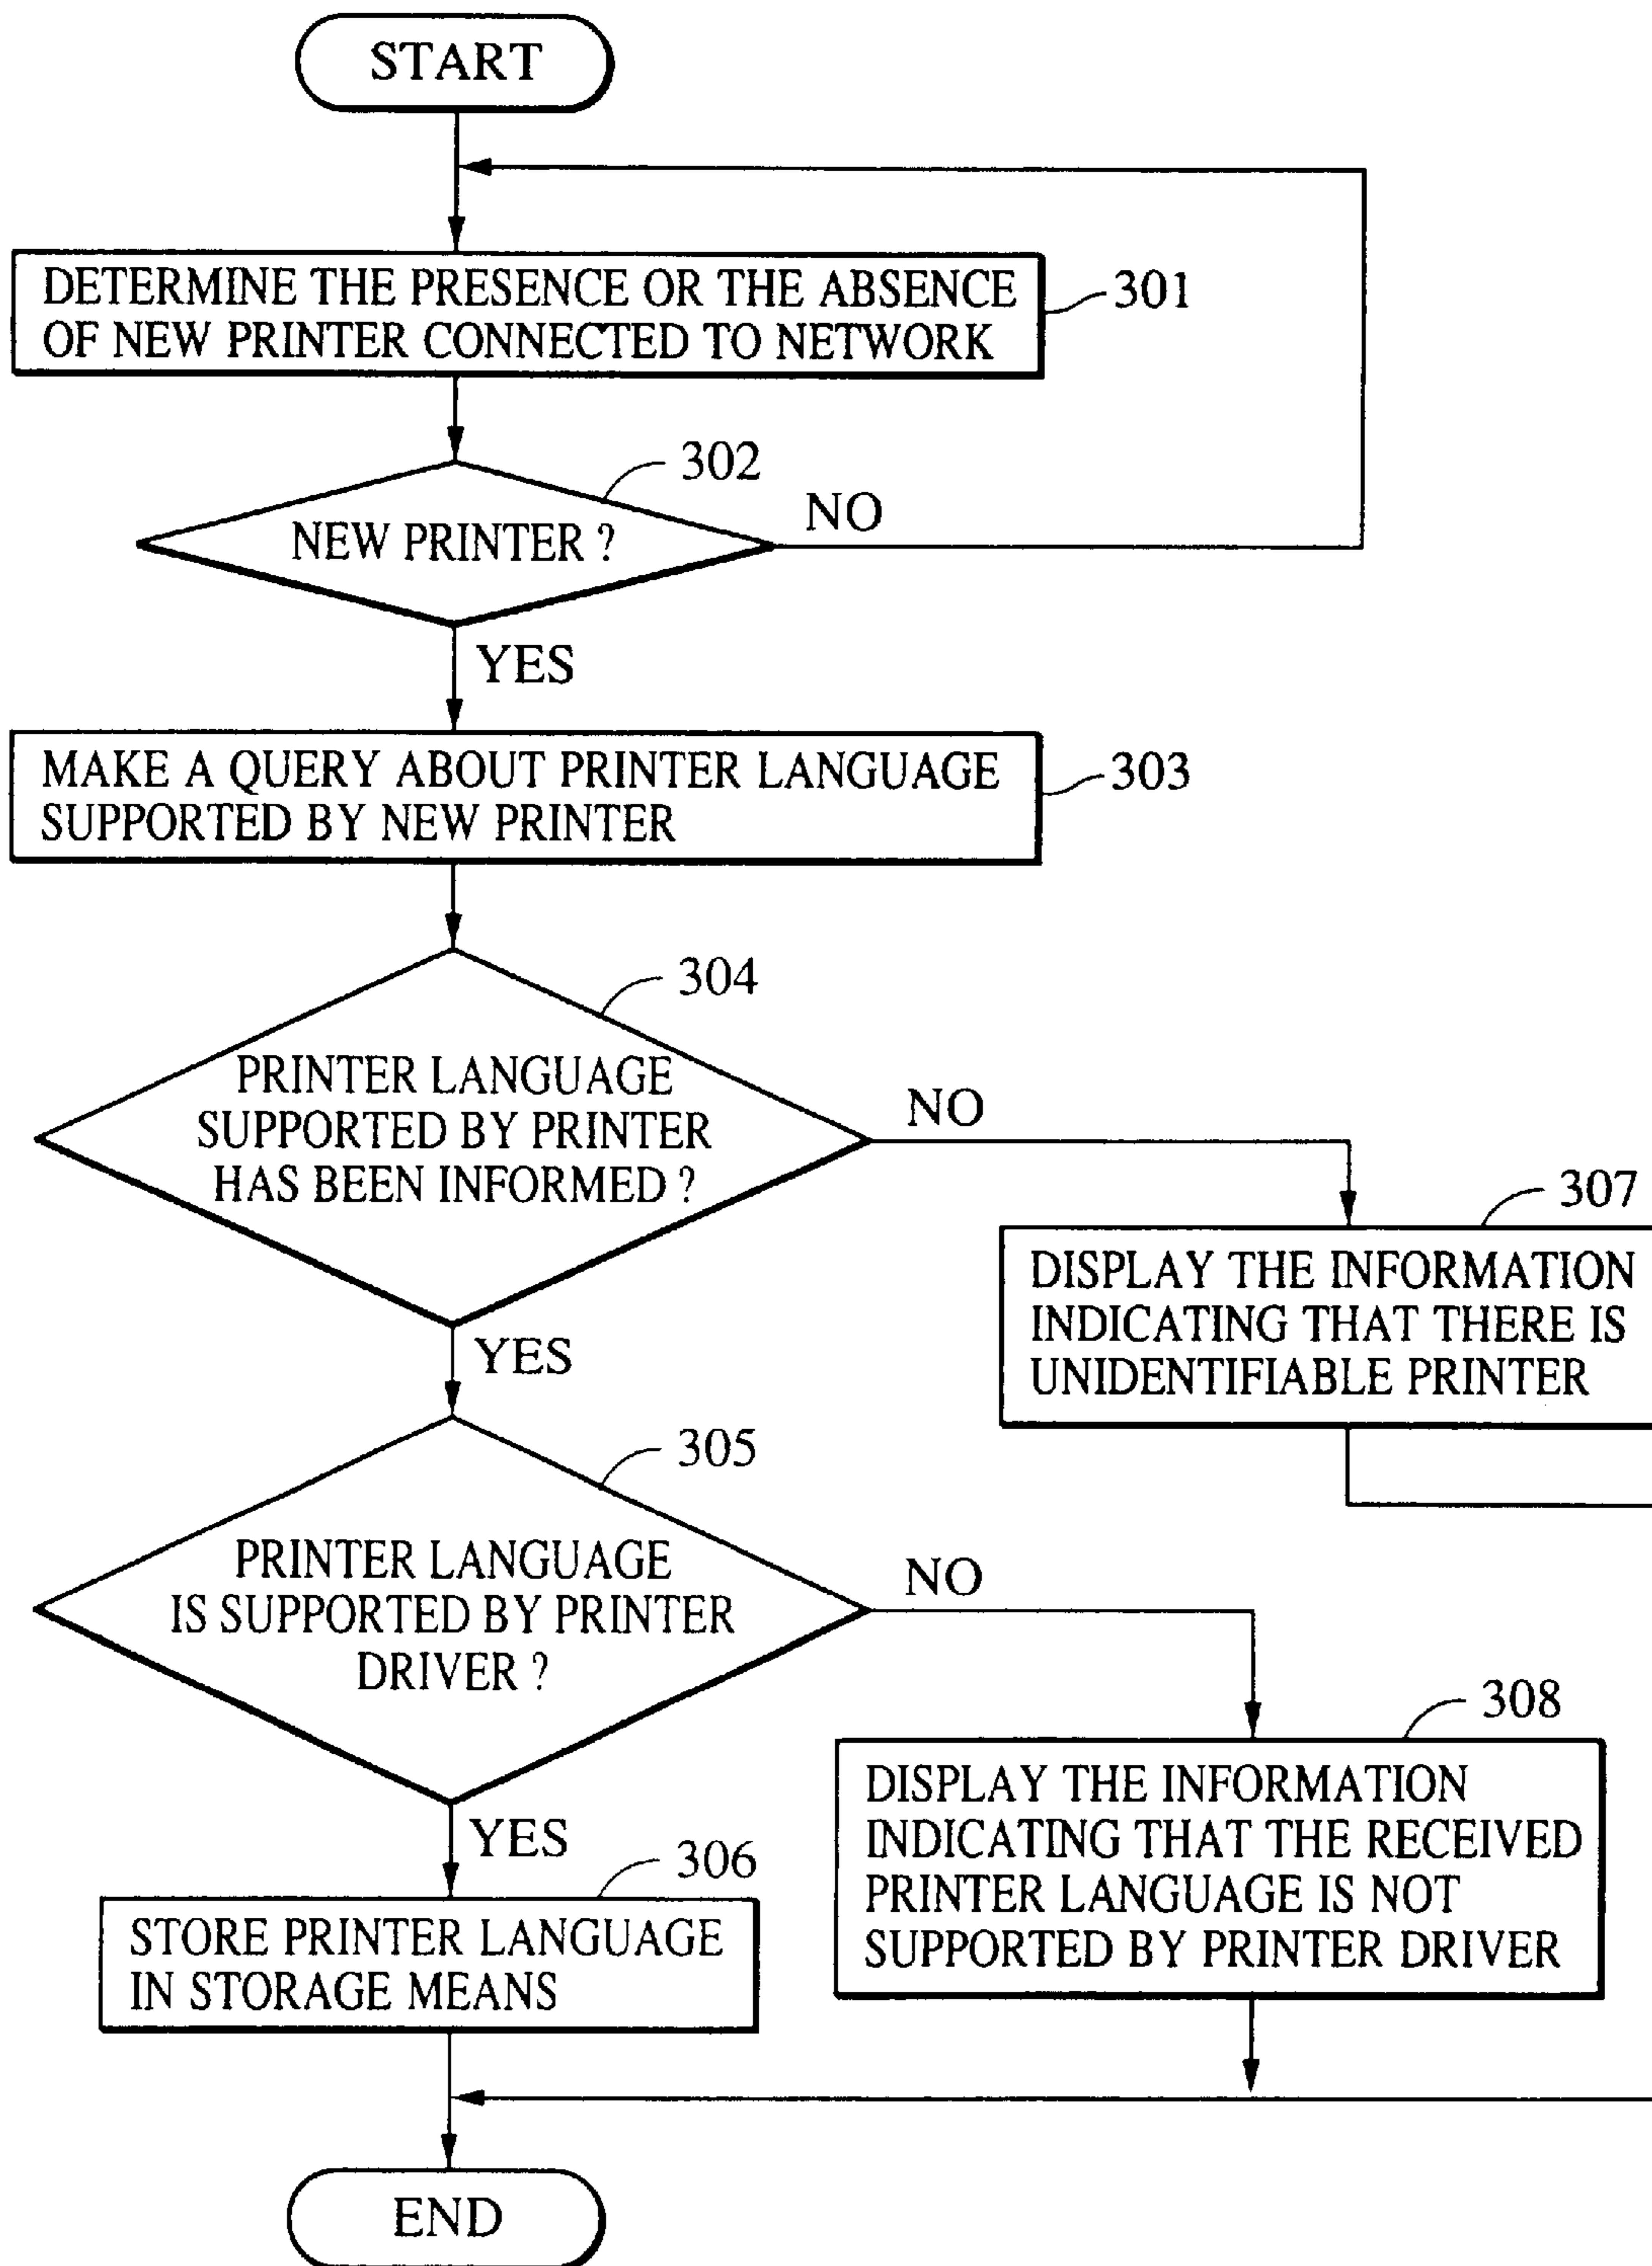 START
DETERMINE THE PRESENCE OR THE ABSENCE
OF NEW PRINTER CONNECTED TO NETWORK
301
302
NEW PRINTER ?
NO
YES
MAKE A QUERY ABOUT PRINTER LANGUAGE
SUPPORTED BY NEW PRINTER
303
304
PRINTER LANGUAGE
SUPPORTED BY PRINTER
HAS BEEN INFORMED ?
NO
YES
307
DISPLAY THE INFORMATION
INDICATING THAT THERE IS
UNIDENTIFIABLE PRINTER
305
PRINTER LANGUAGE
IS SUPPORTED BY PRINTER
DRIVER ?
NO
YES
308
DISPLAY THE INFORMATION
INDICATING THAT THE RECEIVED
PRINTER LANGUAGE IS NOT
SUPPORTED BY PRINTER DRIVER
306
STORE PRINTER LANGUAGE
IN STORAGE MEANS
END